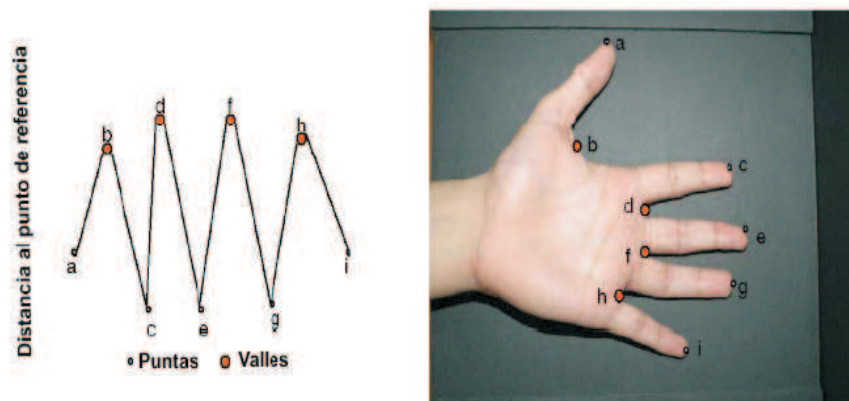 Distancia al punto de referencia
b d f h
a i
c e g
Puntas Valles
a
b
c
d
e
f
g
h
i